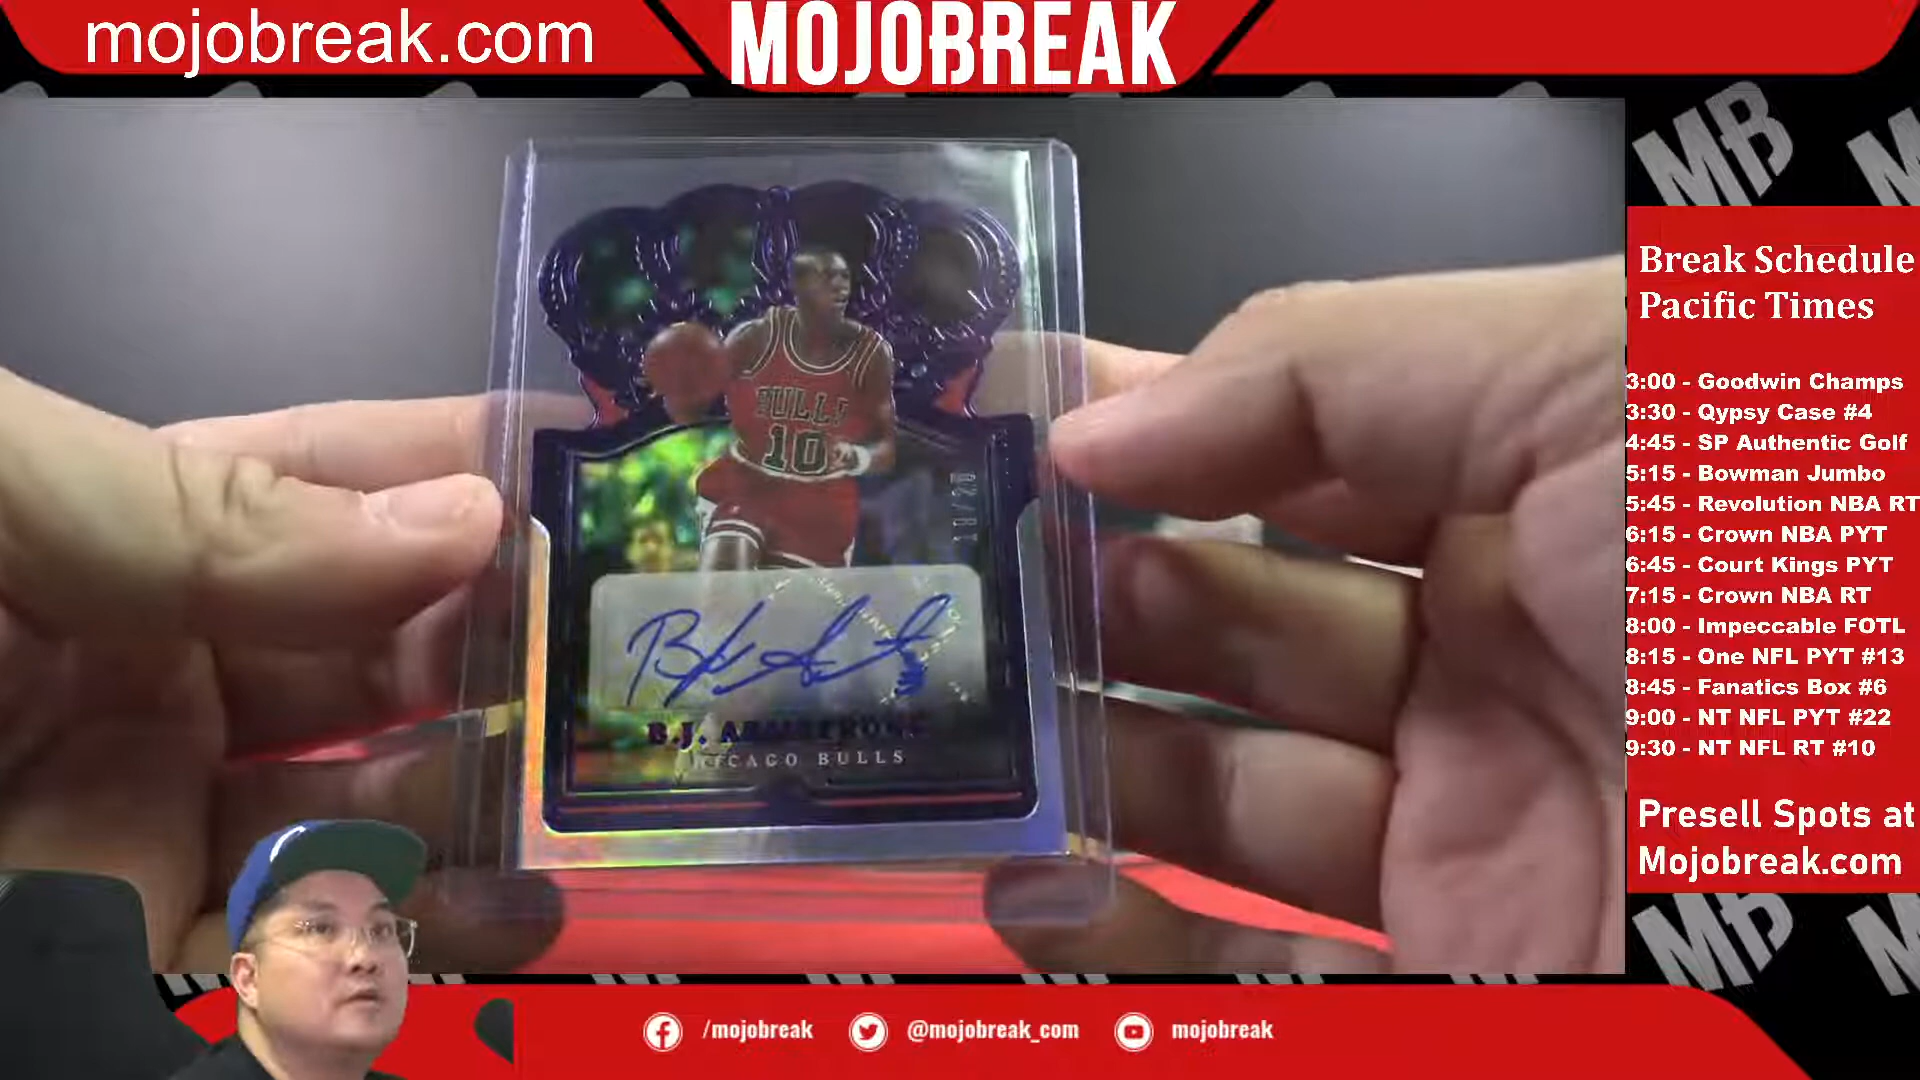 mojobreak.com
MOJOBREAK
MB
Break Schedule
Pacific Times
3:00 - Goodwin Champs
3:30 - Qypsy Case #4
4:45 - SP Authentic Golf
5:15 - Bowman Jumbo
5:45 - Revolution NBA RT
6:15 - Crown NBA PYT
6:45 - Court Kings PYT
7:15 - Crown NBA RT
8:00 - Impeccable FOTL
8:15 - One NFL PYT #13
8:45 - Fanatics Box #6
9:00 - NT NFL PYT #22
9:30 - NT NFL RT #10
Presell Spots at
Mojobreak.com
MB
BULLS
10
B.J. ARMSTRONG
CHICAGO BULLS
/mojobreak
@mojobreak_com
mojobreak